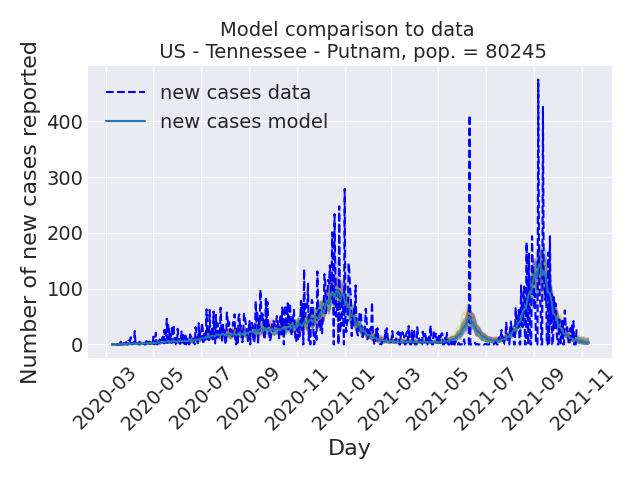 Model comparison to data
US - Tennessee - Putnam, pop. = 80245
Number of new cases reported
new cases data
new cases model
400
300
200
100
0
2020-03
2020-05
2020-07
2020-09
2020-11
2021-01
2021-03
2021-05
2021-07
2021-09
2021-11
Day